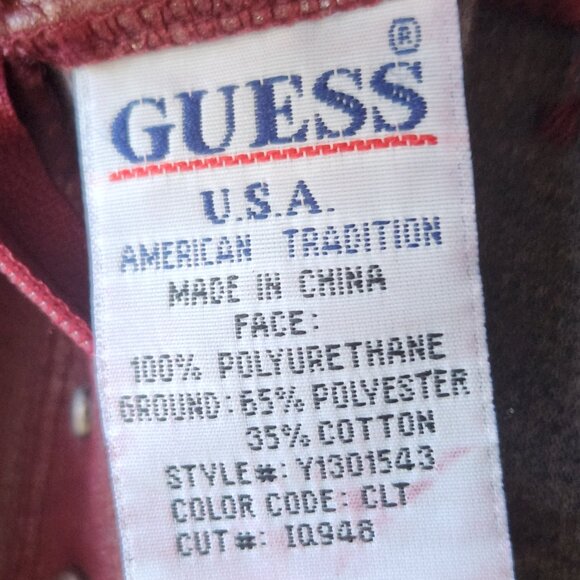 GUESS®
U.S.A.
AMERICAN TRADITION
MADE IN CHINA
FACE:
100% POLYURETHANE
GROUND: 65% POLYESTER
35% COTTON
STYLE#: Y1301543
COLOR CODE: CLT
CUT#: IQ948